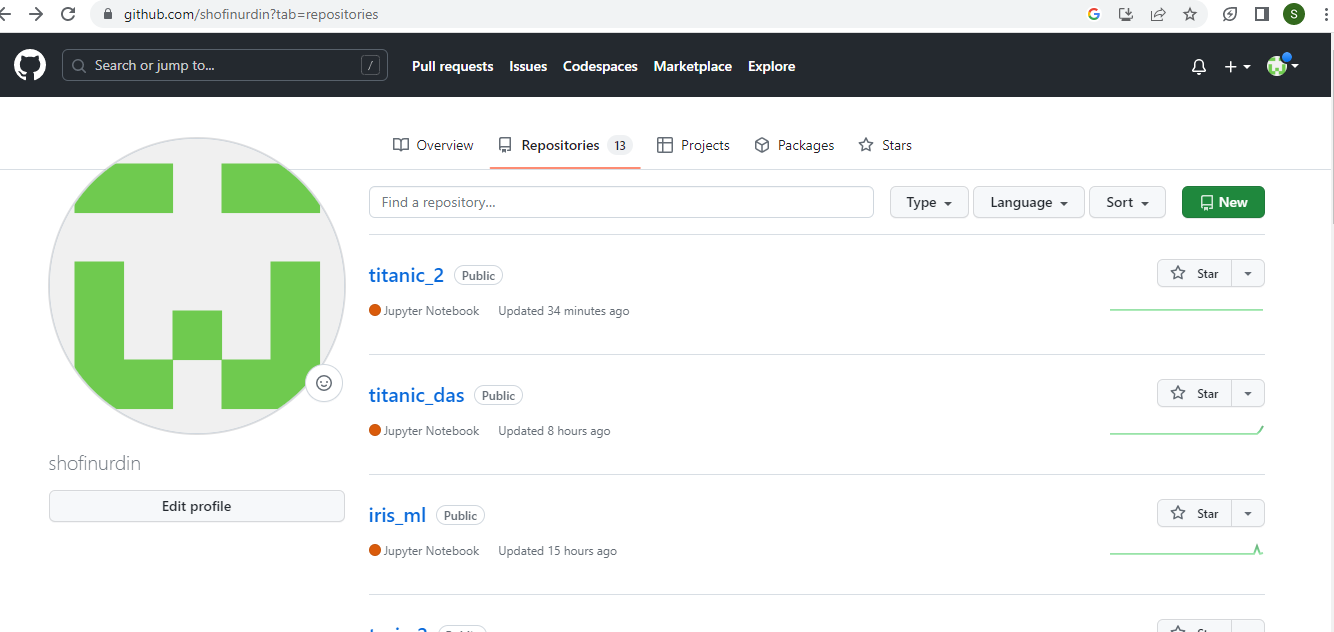 github.com/shofinurdin?tab=repositories
S
Search or jump to...
/
Pull requests
Issues
Codespaces
Marketplace
Explore
Overview
Repositories 13
Projects
Packages
Stars
Find a repository...
Type
Language
Sort
New
titanic_2 Public
Star
Jupyter Notebook Updated 34 minutes ago
titanic_das Public
Star
Jupyter Notebook Updated 8 hours ago
shofinurdin
Edit profile
iris_ml Public
Star
Jupyter Notebook Updated 15 hours ago